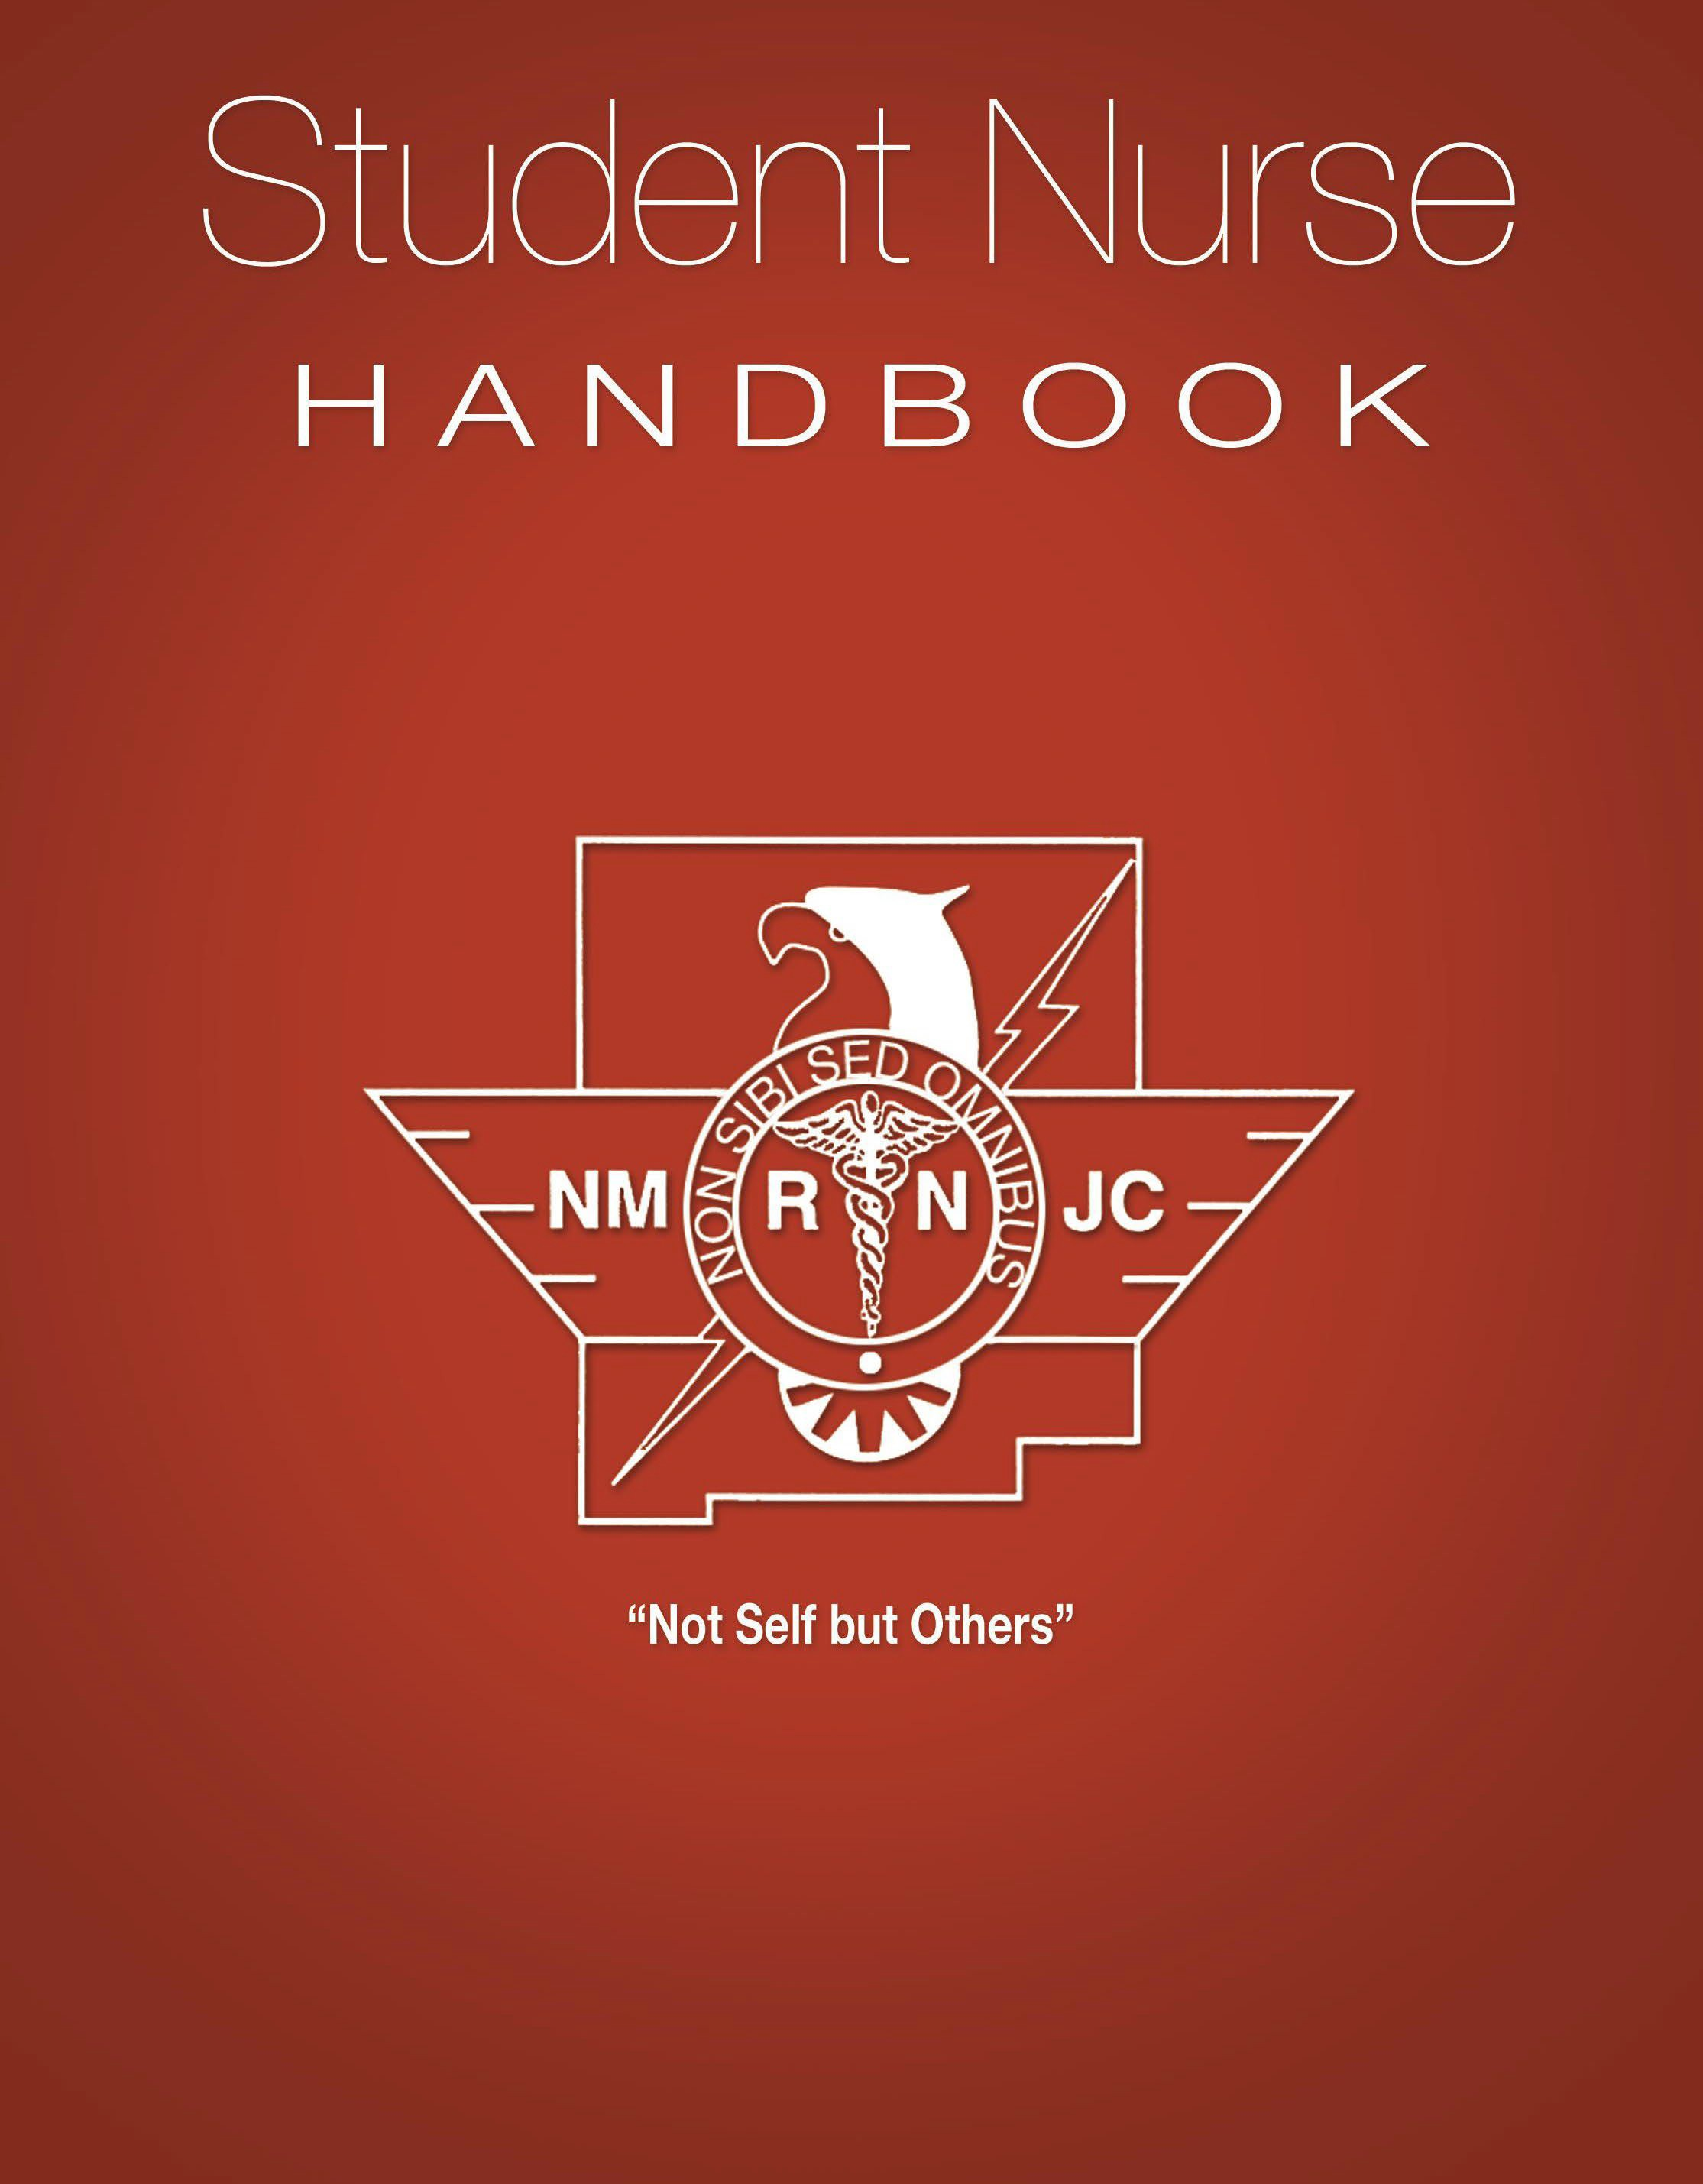 Student Nurse
HANDBOOK
NON SIBI SED OMNIBUS
NM R N JC
“Not Self but Others”